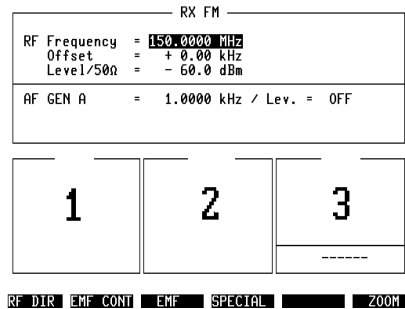 RX FM
RF Frequency = 150.0000 MHz
Offset = + 0.00 kHz
Level/50Ω = - 60.0 dBm
AF GEN A = 1.0000 kHz / Lev. = OFF
1 2 3
------
RF DIR EMF CONT EMF SPECIAL ZOOM